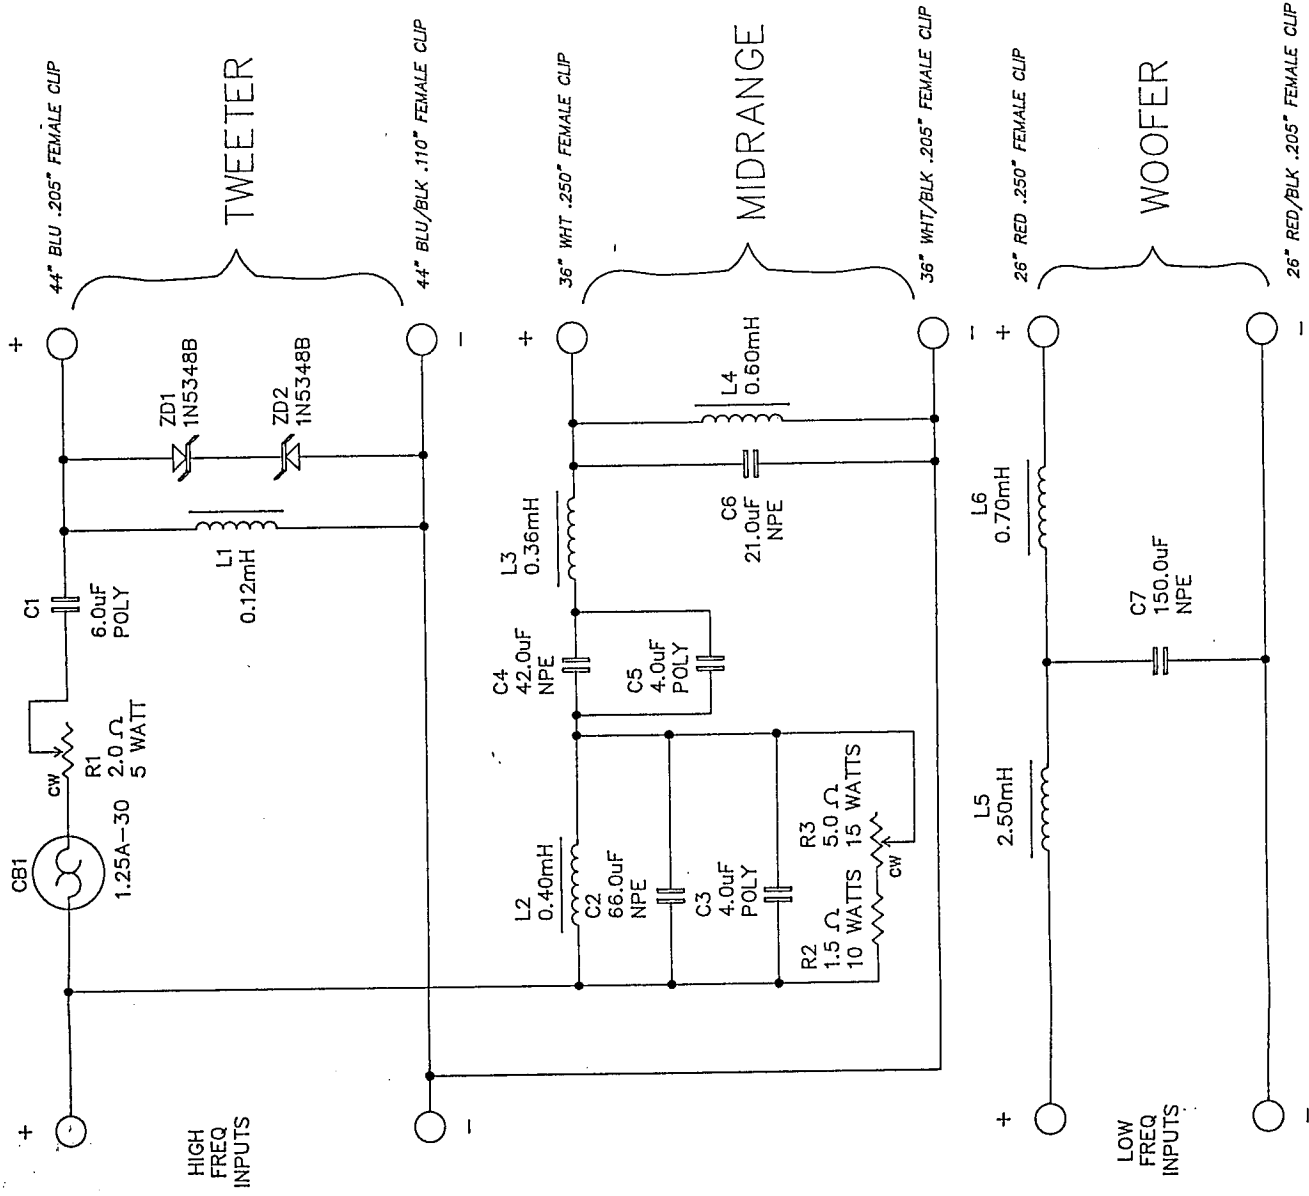 +
44" BLU .205" FEMALE CLIP
TWEETER
44" BLU/BLK .110" FEMALE CLIP
-
ZD1
1N5348B
ZD2
1N5348B
L1
0.12mH
C1
6.0uF
POLY
CW
R1
2.0 Ω
5 WATT
CB1
1.25A-30
+
HIGH
FREQ
INPUTS
-
+
36" WHT .250" FEMALE CLIP
MIDRANGE
36" WHT/BLK .205" FEMALE CLIP
-
L4
0.60mH
C6
21.0uF
NPE
L3
0.36mH
C4
42.0uF
NPE
C5
4.0uF
POLY
L2
0.40mH
C2
66.0uF
NPE
C3
4.0uF
POLY
R2
1.5 Ω
10 WATTS
R3
5.0 Ω
15 WATTS
CW
+
26" RED .250" FEMALE CLIP
WOOFER
26" RED/BLK .205" FEMALE CLIP
-
L6
0.70mH
C7
150.0uF
NPE
L5
2.50mH
+
LOW
FREQ
INPUTS
-